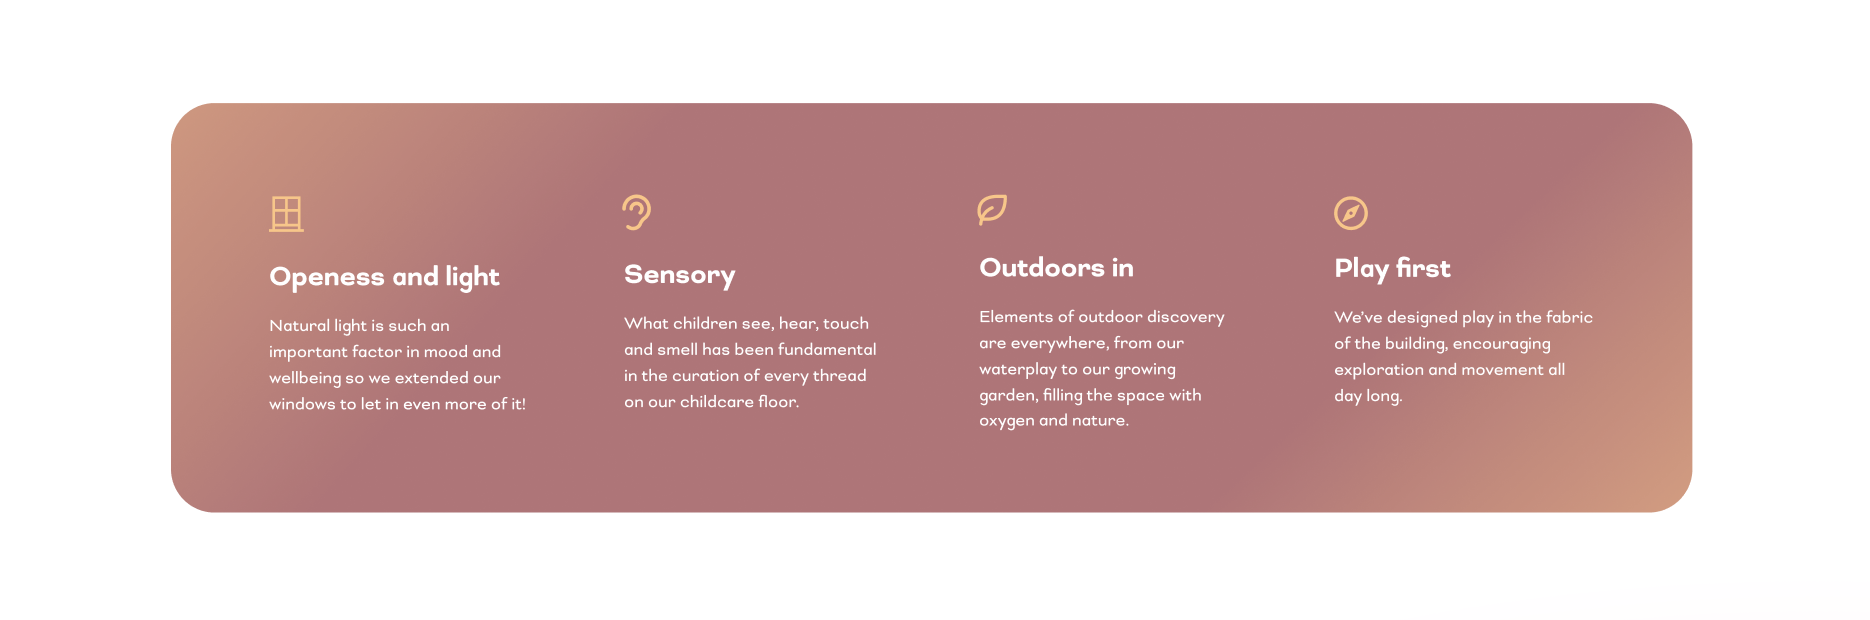 Openess and light
Natural light is such an
important factor in mood and
wellbeing so we extended our
windows to let in even more of it!
Sensory
What children see, hear, touch
and smell has been fundamental
in the curation of every thread
on our childcare floor.
Outdoors in
Elements of outdoor discovery
are everywhere, from our
waterplay to our growing
garden, filling the space with
oxygen and nature.
Play first
We’ve designed play in the fabric
of the building, encouraging
exploration and movement all
day long.